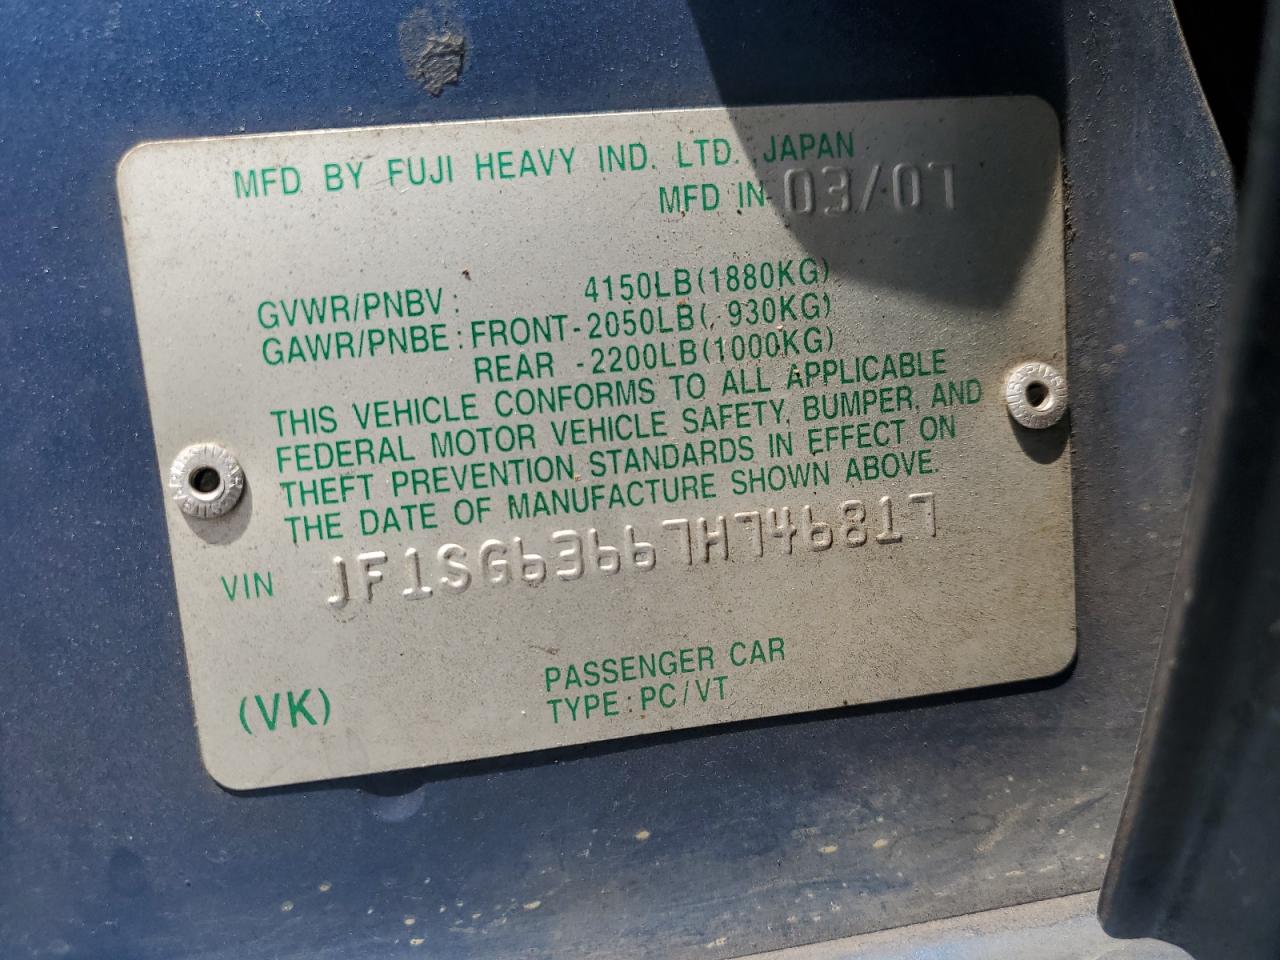 MFD BY FUJI HEAVY IND. LTD. JAPAN
MFD IN 03/07
GVWR/PNBV: 4150LB(1880KG)
GAWR/PNBE: FRONT-2050LB( 930KG)
REAR -2200LB(1000KG)
THIS VEHICLE CONFORMS TO ALL APPLICABLE
FEDERAL MOTOR VEHICLE SAFETY, BUMPER, AND
THEFT PREVENTION STANDARDS IN EFFECT ON
THE DATE OF MANUFACTURE SHOWN ABOVE.
VIN JF1SG63667H746817
PASSENGER CAR
(VK) TYPE: PC/VT